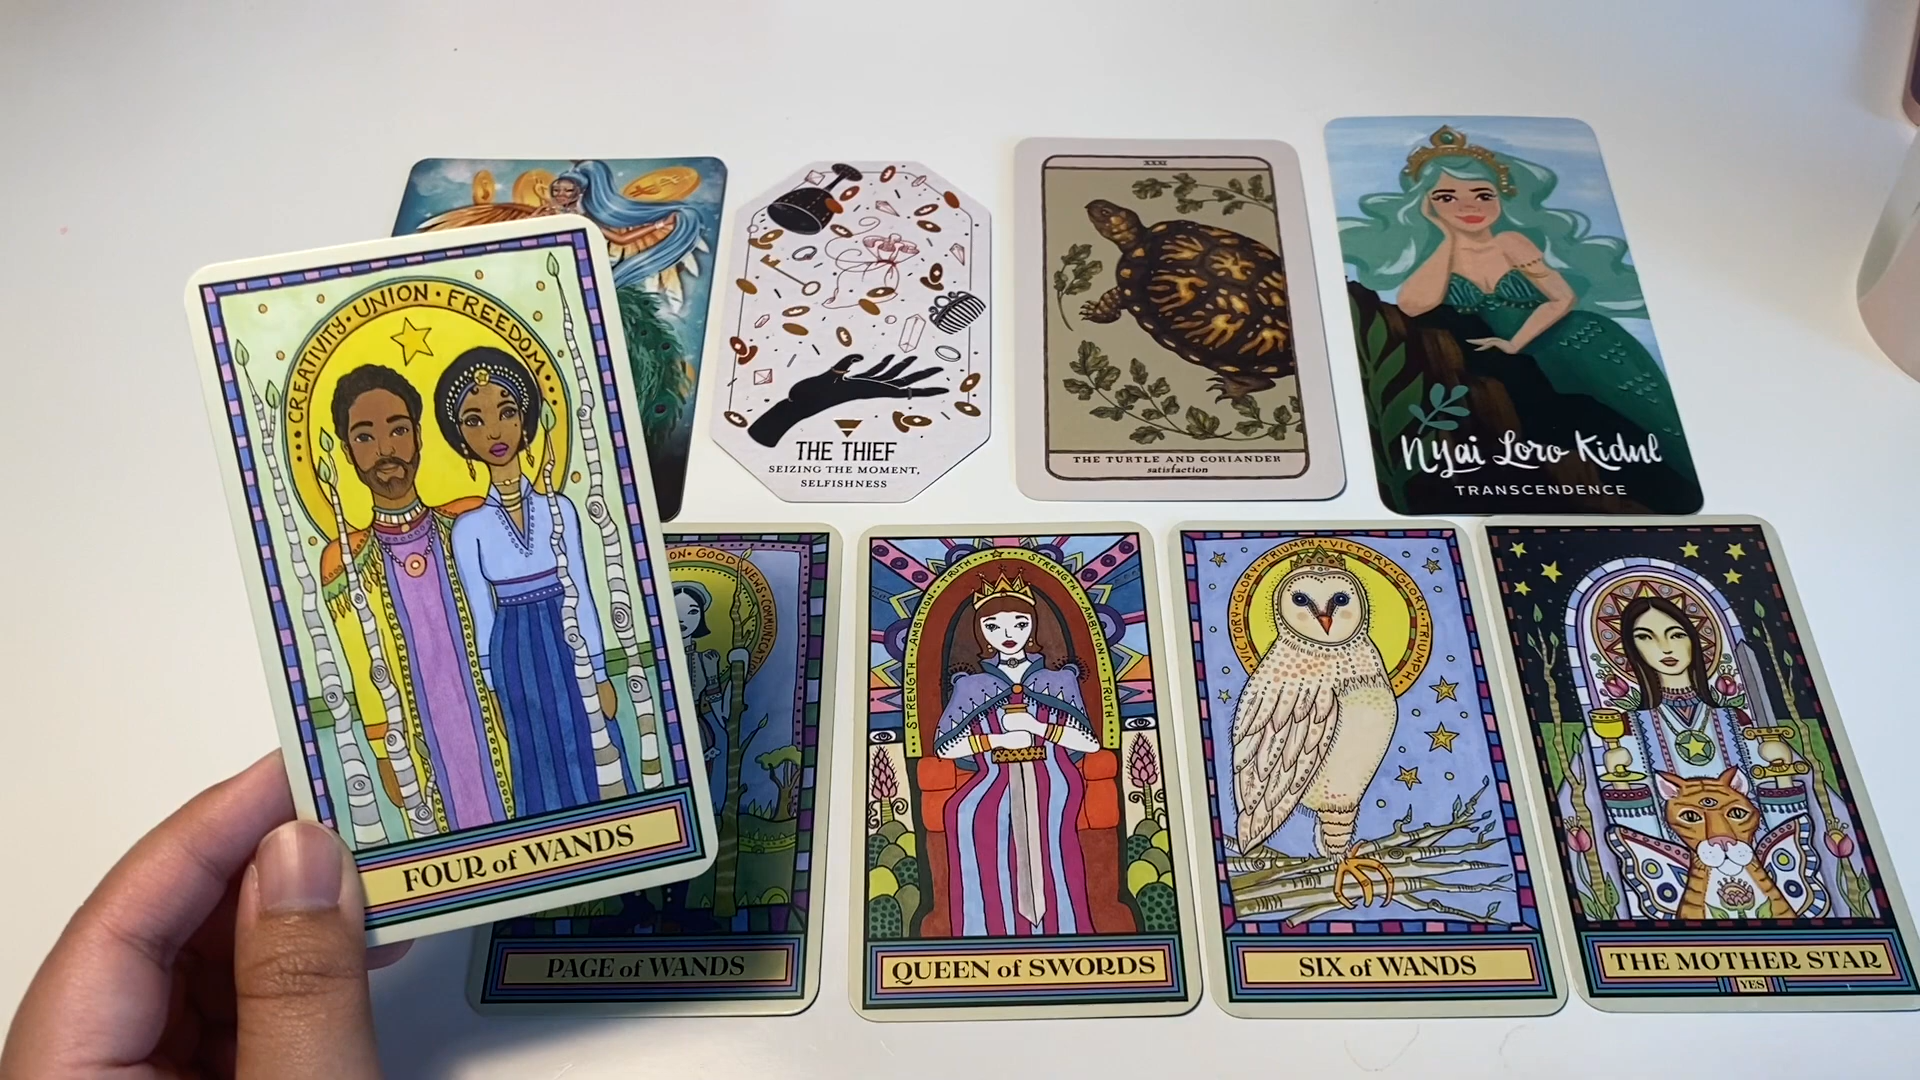 CREATIVITY · UNION · FREEDOM
FOUR of WANDS
THE THIEF
SEIZING THE MOMENT,
SELFISHNESS
XXXI
THE TURTLE AND CORIANDER
satisfaction
Nyai Loro Kidul
TRANSCENDENCE
ON · GOOD NEWS · COMMUNICATION
PAGE of WANDS
STRENGTH · AMBITION · TRUTH · STRENGTH · AMBITION · TRUTH
QUEEN of SWORDS
VICTORY · GLORY · TRIUMPH · VICTORY · GLORY · TRIUMPH
SIX of WANDS
THE MOTHER STAR
YES